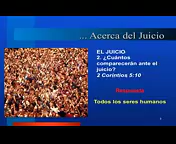 ... Acerca del Juicio
EL JUICIO
2. ¿Cuántos
comparecerán ante el
juicio?
2 Corintios 5:10
Respuesta
Todos los seres humanos